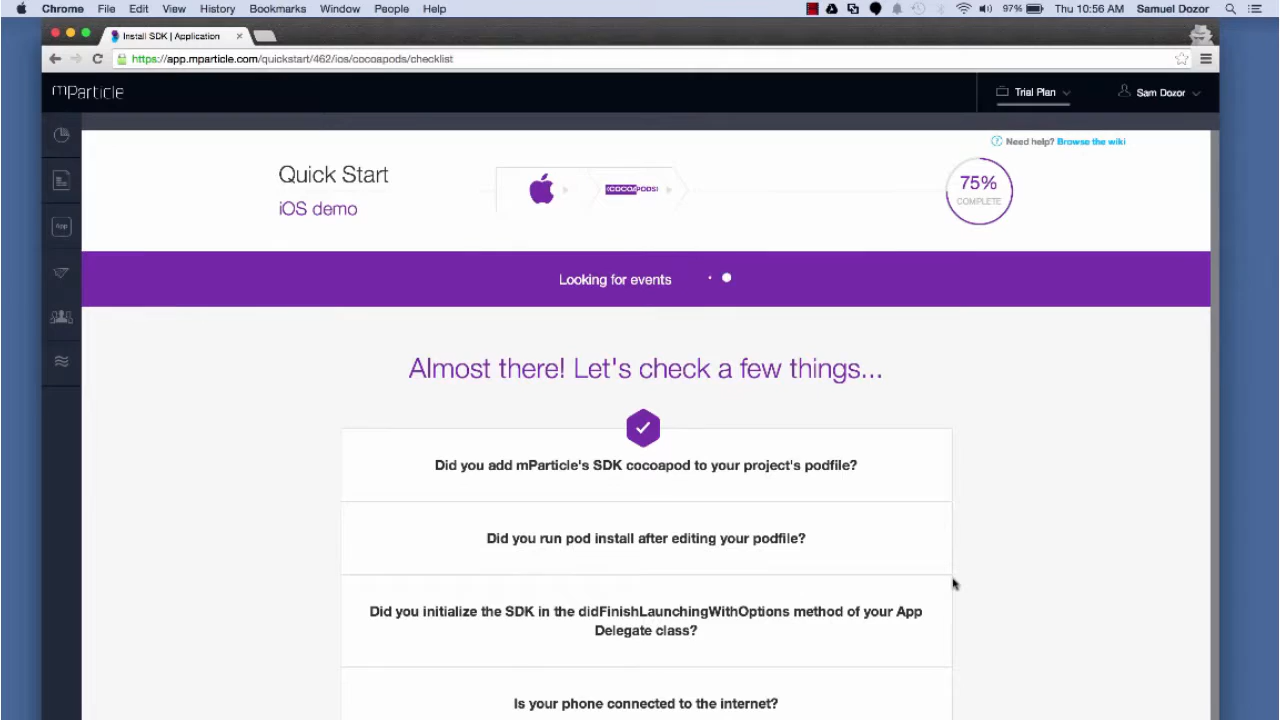 Chrome File Edit View History Bookmarks Window People Help 97% Thu 10:56 AM Samuel Dozor
Install SDK | Application
https://app.mparticle.com/quickstart/462/ios/cocoapods/checklist
mParticle Trial Plan Sam Dozor
Need help? Browse the wiki
Quick Start
iOS demo
COCOAPODS
75%
COMPLETE
App
Looking for events
Almost there! Let's check a few things...
Did you add mParticle's SDK cocoapod to your project's podfile?
Did you run pod install after editing your podfile?
Did you initialize the SDK in the didFinishLaunchingWithOptions method of your App
Delegate class?
Is your phone connected to the internet?